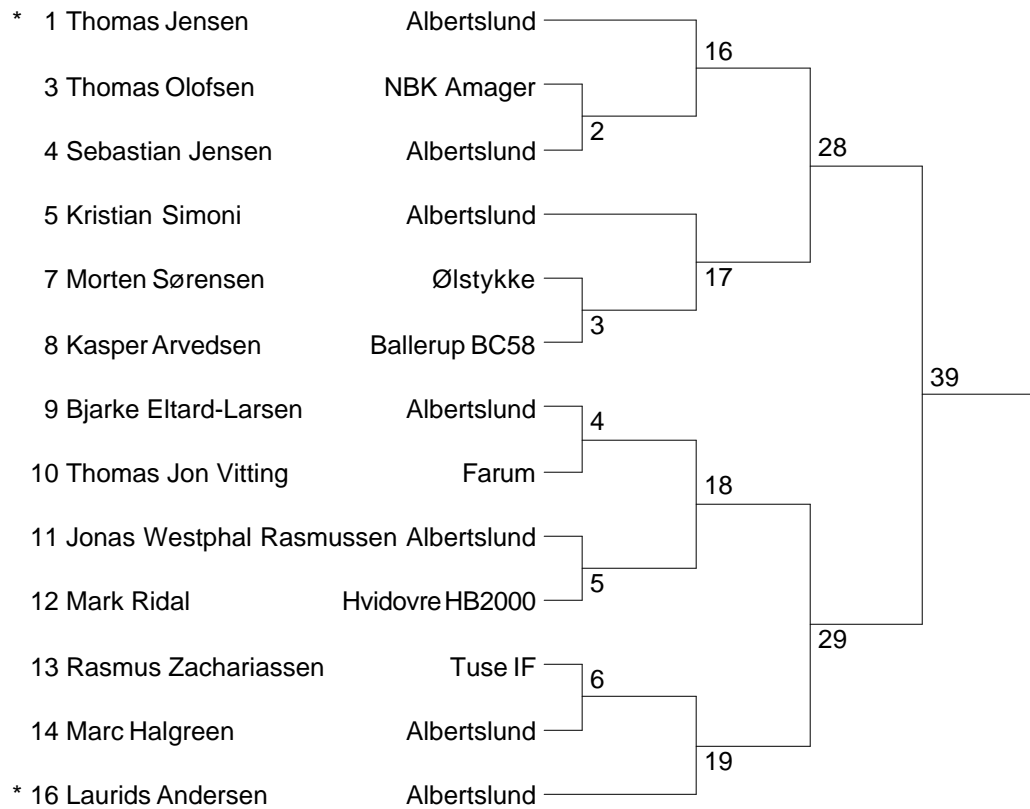 * 1 Thomas Jensen Albertslund
16
3 Thomas Olofsen NBK Amager
2
4 Sebastian Jensen Albertslund
28
5 Kristian Simoni Albertslund
7 Morten Sørensen Ølstykke
17
3
8 Kasper Arvedsen Ballerup BC58
39
9 Bjarke Eltard-Larsen Albertslund
4
10 Thomas Jon Vitting Farum
18
11 Jonas Westphal Rasmussen Albertslund
5
12 Mark Ridal Hvidovre HB2000
29
13 Rasmus Zachariassen Tuse IF
6
14 Marc Halgreen Albertslund
19
* 16 Laurids Andersen Albertslund